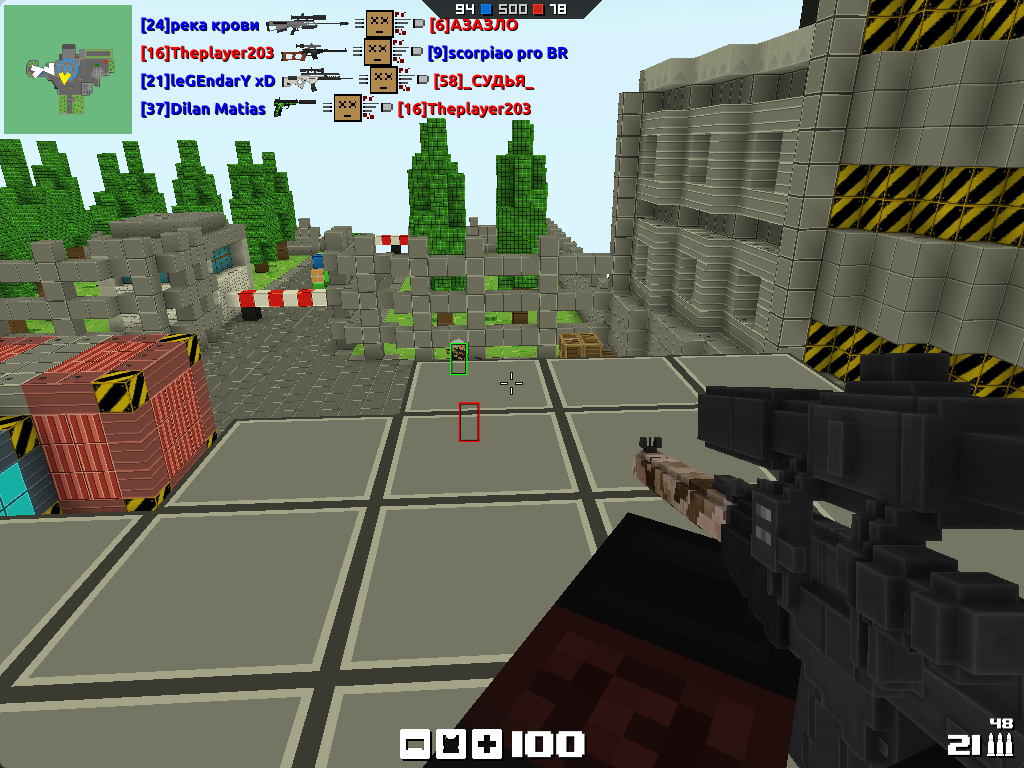 94 500 78
[24]река крови [6]АЗАЗЛО
[16]Theplayer203 [9]scorpiao pro BR
[21]leGEndarY xD [58]_СУДЬЯ_
[37]Dilan Matias [16]Theplayer203
100
48
21